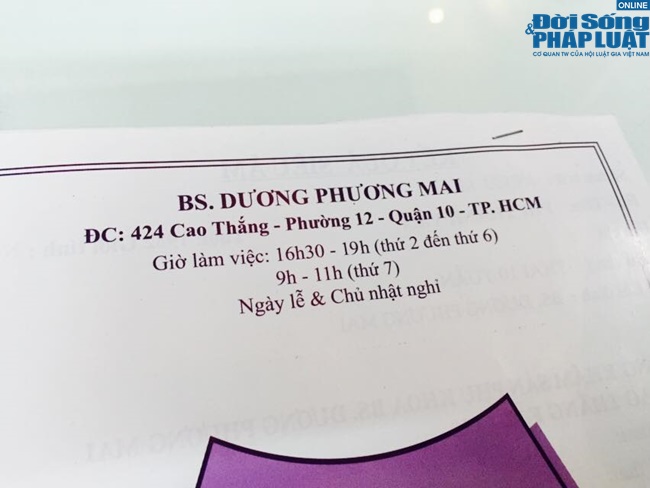 ONLINE
Đời Sống
& PHÁP LUẬT
CƠ QUAN TW CỦA HỘI LUẬT GIA VIỆT NAM
BS. DƯƠNG PHƯƠNG MAI
ĐC: 424 Cao Thắng - Phường 12 - Quận 10 - TP. HCM
Giờ làm việc: 16h30 - 19h (thứ 2 đến thứ 6)
9h - 11h (thứ 7)
Ngày lễ & Chủ nhật nghỉ